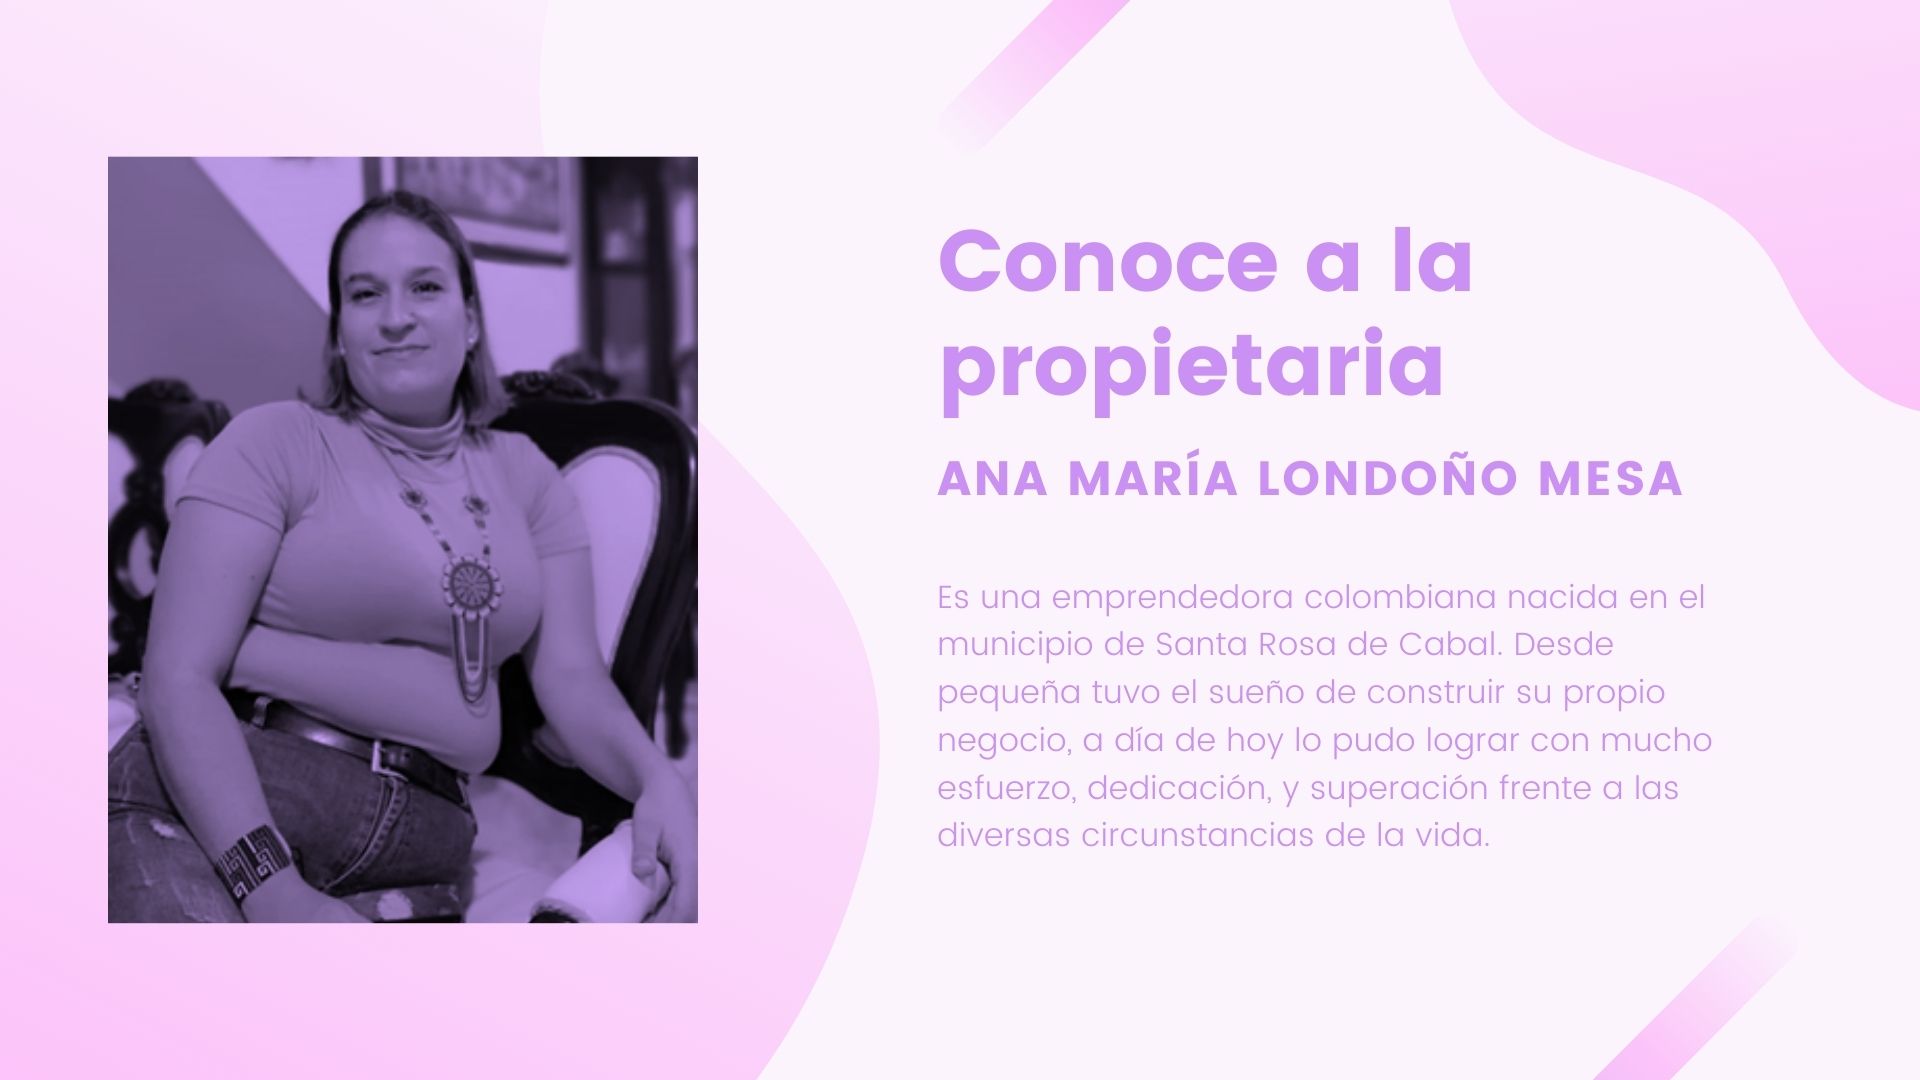 Conoce a la
propietaria
ANA MARÍA LONDOÑO MESA
Es una emprendedora colombiana nacida en el
municipio de Santa Rosa de Cabal. Desde
pequeña tuvo el sueño de construir su propio
negocio, a día de hoy lo pudo lograr con mucho
esfuerzo, dedicación, y superación frente a las
diversas circunstancias de la vida.